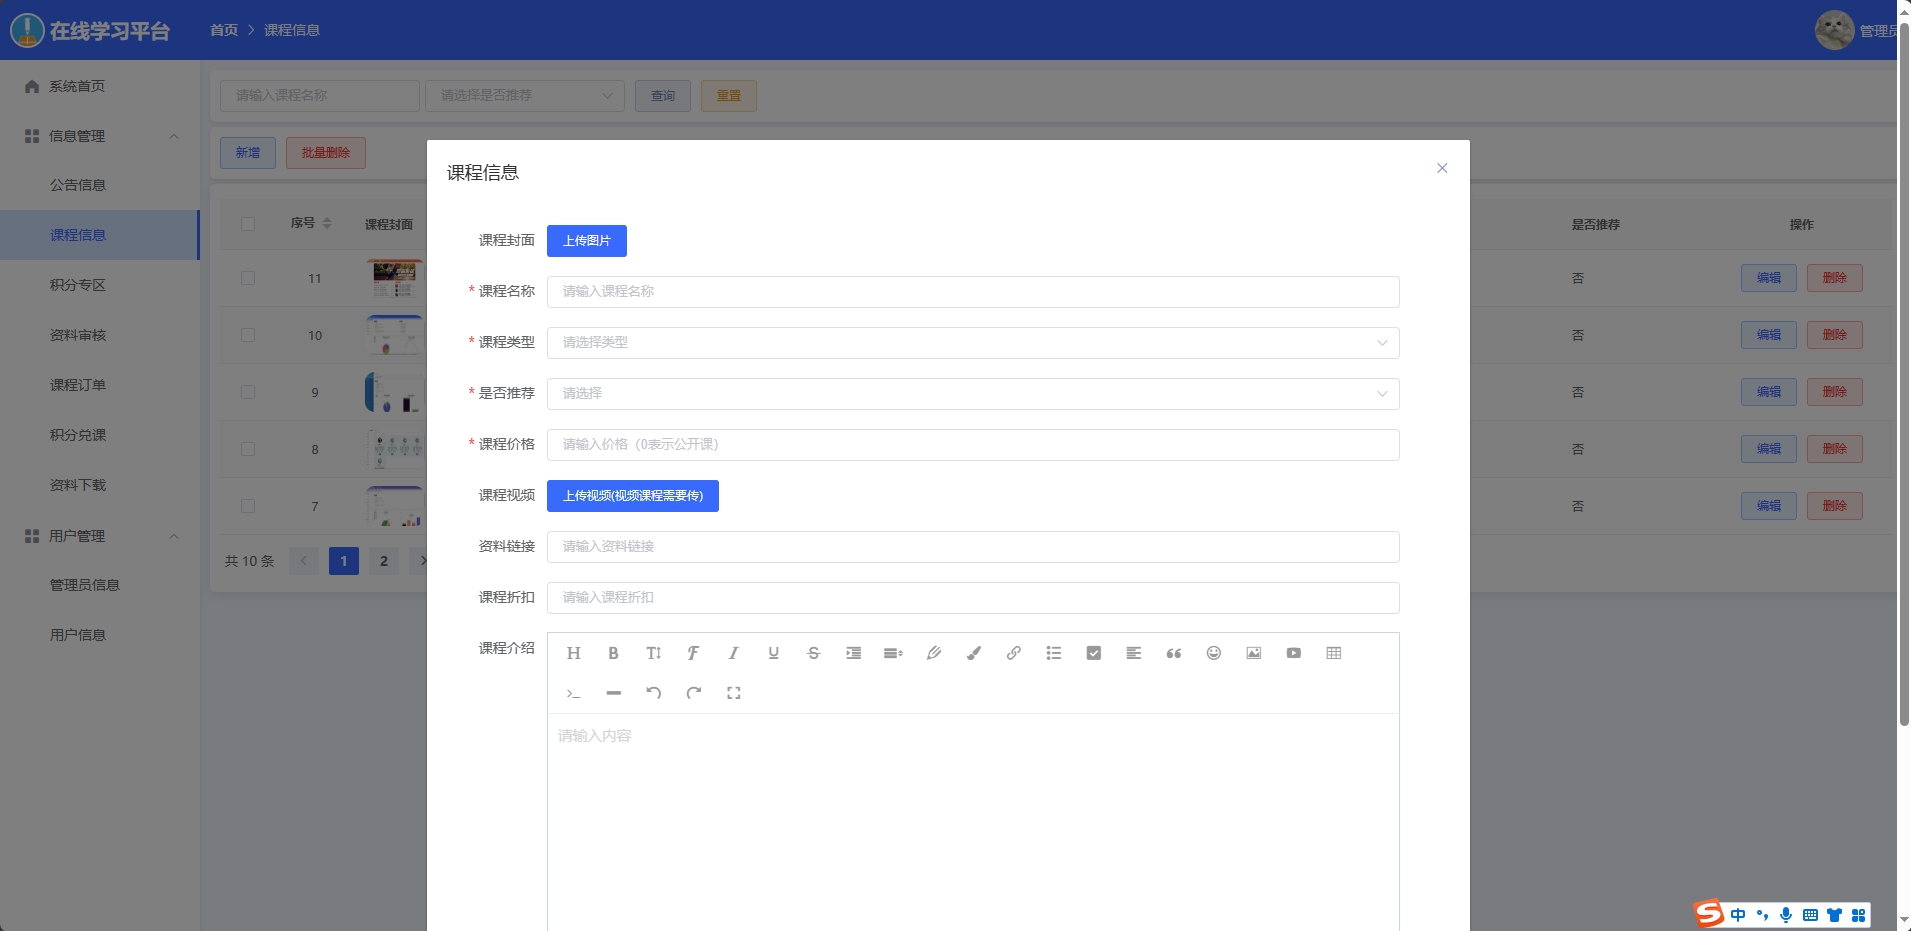 在线学习平台
首页 > 课程信息
管理员
系统首页
信息管理
公告信息
课程信息
积分专区
资料审核
课程订单
积分兑课
资料下载
用户管理
管理员信息
用户信息
请输入课程名称
请选择是否推荐
查询
重置
新增
批量删除
序号
课程封面
是否推荐
操作
11
否
编辑
删除
10
否
编辑
删除
9
否
编辑
删除
8
否
编辑
删除
7
否
编辑
删除
共 10 条
1
2
课程信息
课程封面
上传图片
* 课程名称
请输入课程名称
* 课程类型
请选择类型
* 是否推荐
请选择
* 课程价格
请输入价格（0表示公开课）
课程视频
上传视频(视频课程需要传)
资料链接
请输入资料链接
课程折扣
请输入课程折扣
课程介绍
请输入内容
中